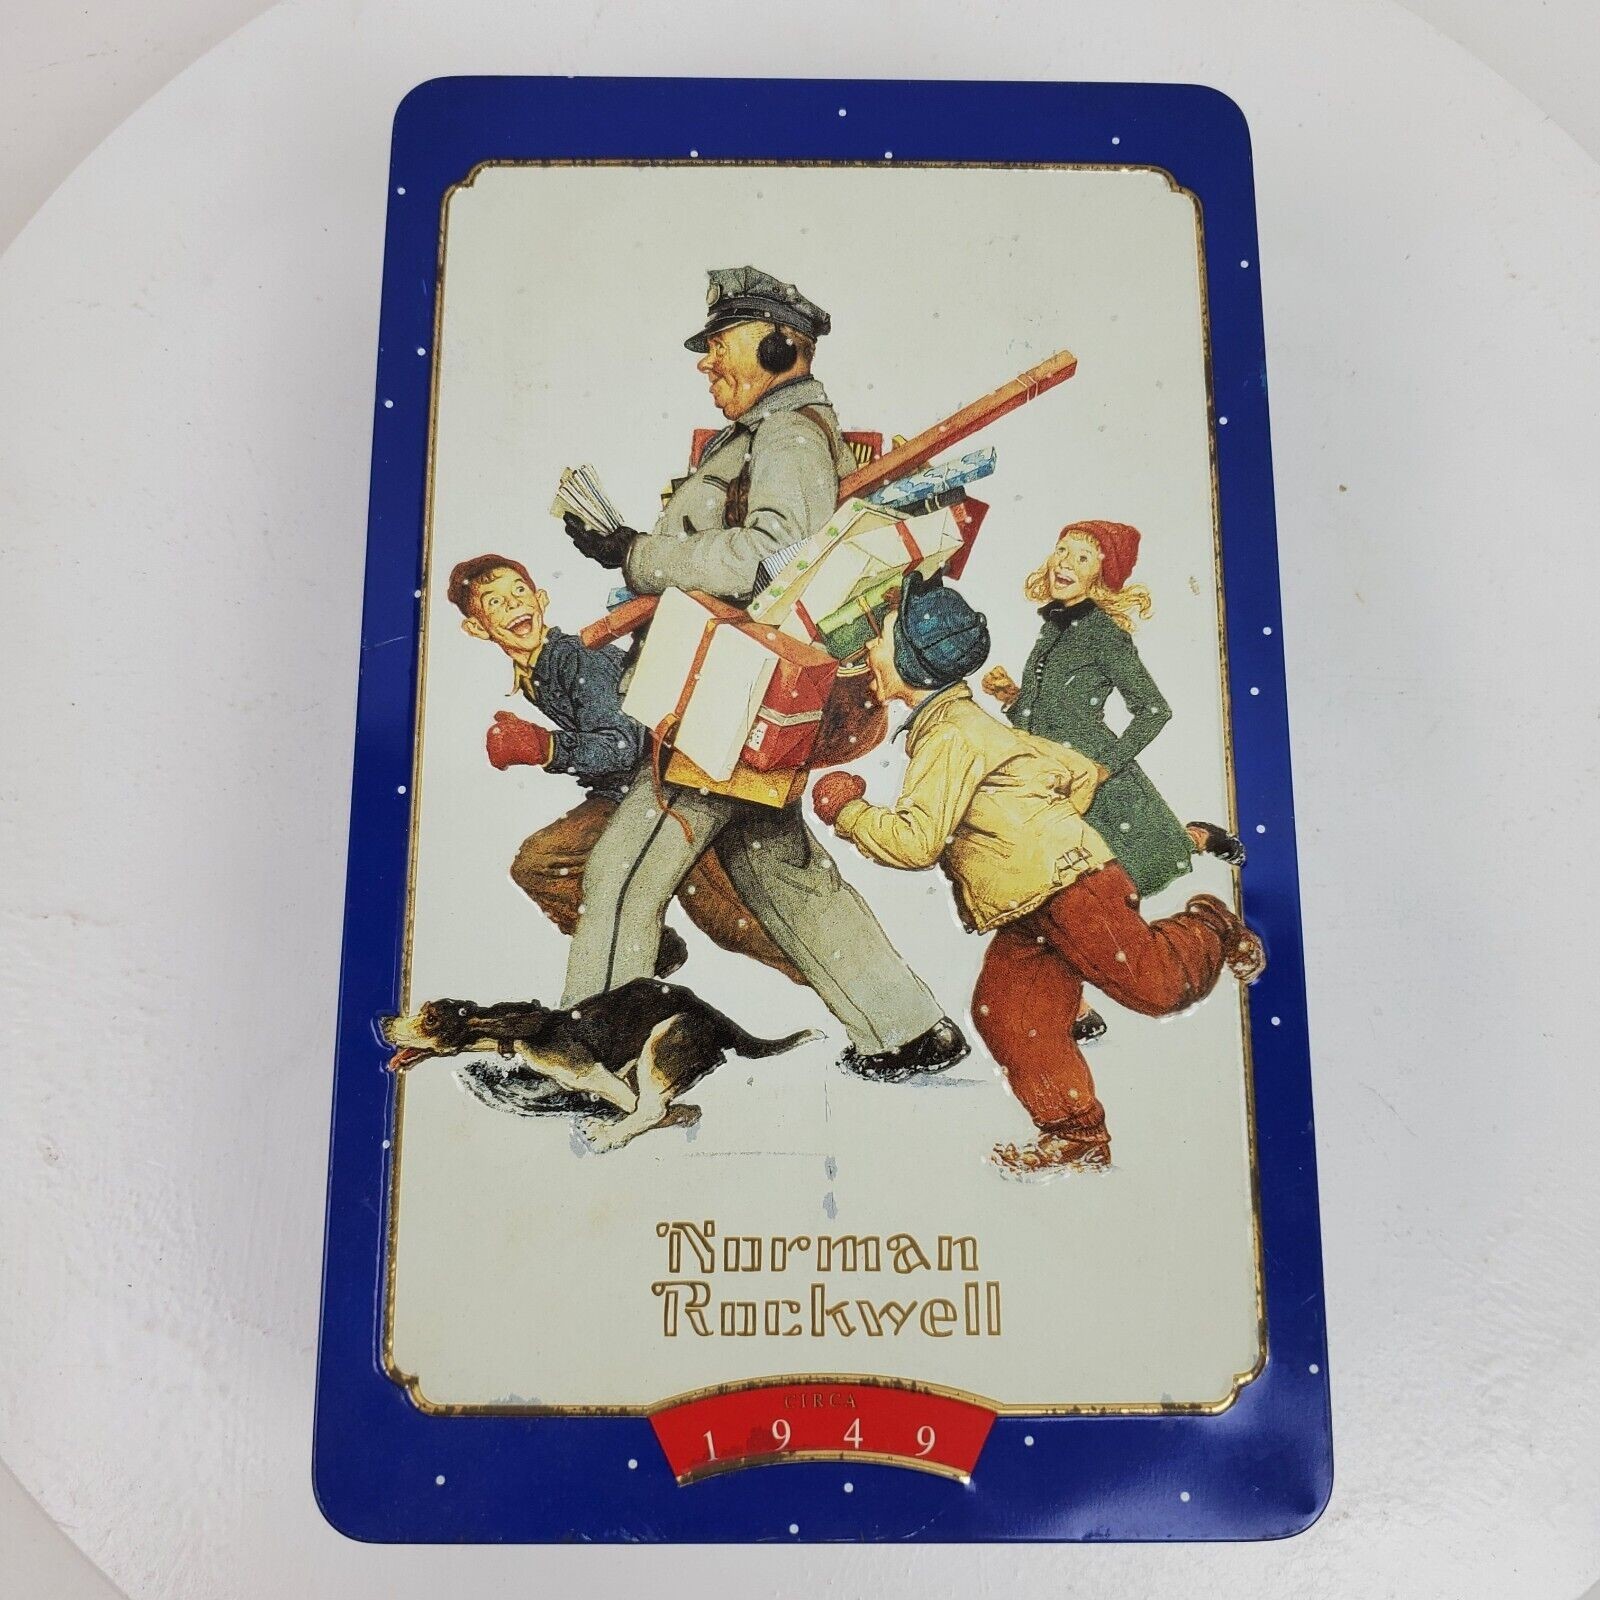 Norman
Rockwell
CIRCA
1949